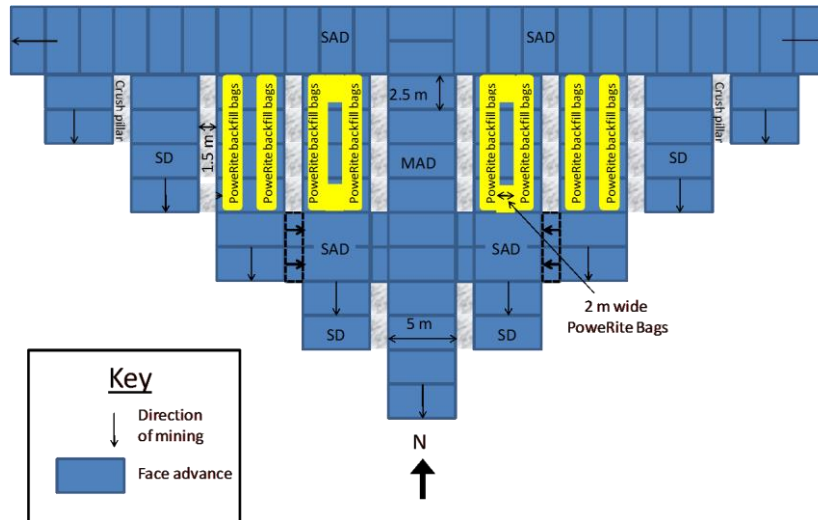 SAD
SAD
Crush pillar
PoweRite backfill bags
PoweRite backfill bags
PoweRite backfill bags
PoweRite backfill bags
2.5 m
PoweRite backfill bags
PoweRite backfill bags
PoweRite backfill bags
PoweRite backfill bags
Crush pillar
1.5 m
SD
MAD
SD
SAD
SAD
2 m wide
PoweRite Bags
5 m
SD
SD
Key
Direction
of mining
Face advance
N